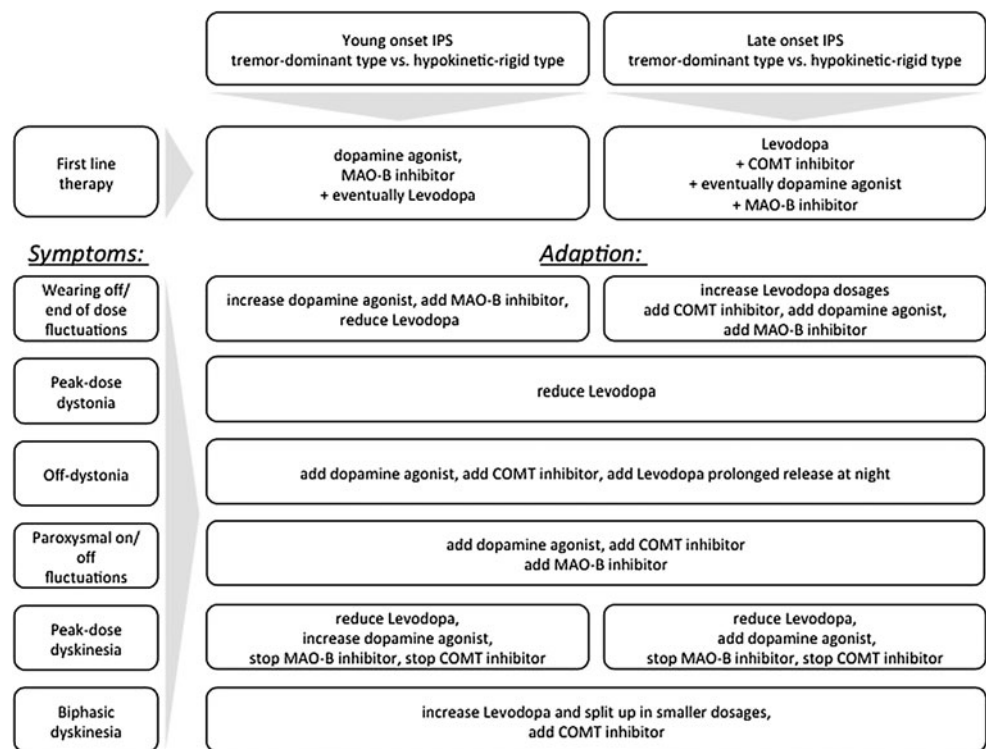 Young onset IPS
tremor-dominant type vs. hypokinetic-rigid type
Late onset IPS
tremor-dominant type vs. hypokinetic-rigid type
First line
therapy
dopamine agonist,
MAO-B inhibitor
+ eventually Levodopa
Levodopa
+ COMT inhibitor
+ eventually dopamine agonist
+ MAO-B inhibitor
Symptoms:
Adaption:
Wearing off/
end of dose
fluctuations
increase dopamine agonist, add MAO-B inhibitor,
reduce Levodopa
increase Levodopa dosages
add COMT inhibitor, add dopamine agonist,
add MAO-B inhibitor
Peak-dose
dystonia
reduce Levodopa
Off-dystonia
add dopamine agonist, add COMT inhibitor, add Levodopa prolonged release at night
Paroxysmal on/
off
fluctuations
add dopamine agonist, add COMT inhibitor
add MAO-B inhibitor
Peak-dose
dyskinesia
reduce Levodopa,
increase dopamine agonist,
stop MAO-B inhibitor, stop COMT inhibitor
reduce Levodopa,
add dopamine agonist,
stop MAO-B inhibitor, stop COMT inhibitor
Biphasic
dyskinesia
increase Levodopa and split up in smaller dosages,
add COMT inhibitor